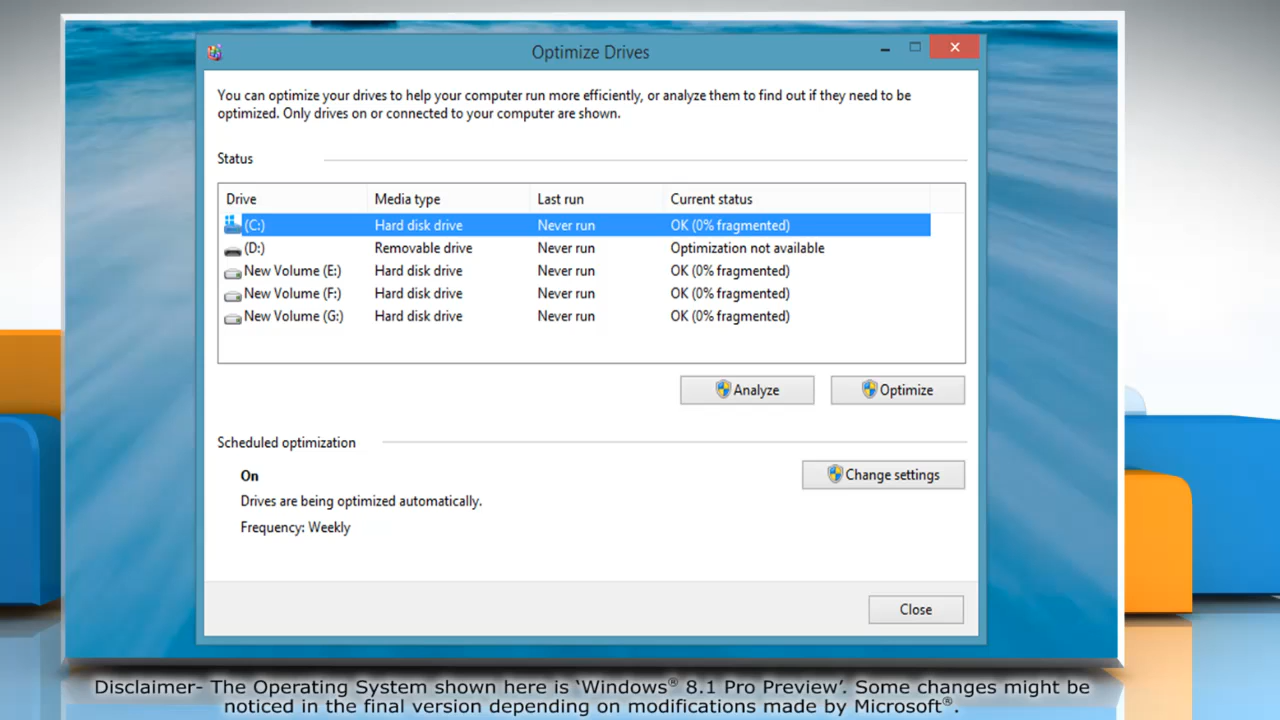 Optimize Drives
You can optimize your drives to help your computer run more efficiently, or analyze them to find out if they need to be
optimized. Only drives on or connected to your computer are shown.
Status
Drive Media type Last run Current status
(C:) Hard disk drive Never run OK (0% fragmented)
(D:) Removable drive Never run Optimization not available
New Volume (E:) Hard disk drive Never run OK (0% fragmented)
New Volume (F:) Hard disk drive Never run OK (0% fragmented)
New Volume (G:) Hard disk drive Never run OK (0% fragmented)
Analyze Optimize
Scheduled optimization
On
Change settings
Drives are being optimized automatically.
Frequency: Weekly
Close
Disclaimer- The Operating System shown here is ‘Windows® 8.1 Pro Preview’. Some changes might be
noticed in the final version depending on modifications made by Microsoft®.